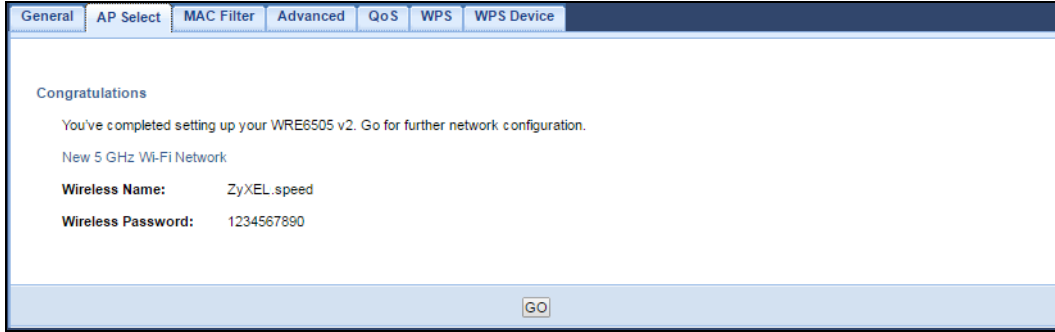 General AP Select MAC Filter Advanced QoS WPS WPS Device
Congratulations
You've completed setting up your WRE6505 v2. Go for further network configuration.
New 5 GHz Wi-Fi Network
Wireless Name: ZyXEL.speed
Wireless Password: 1234567890
GO